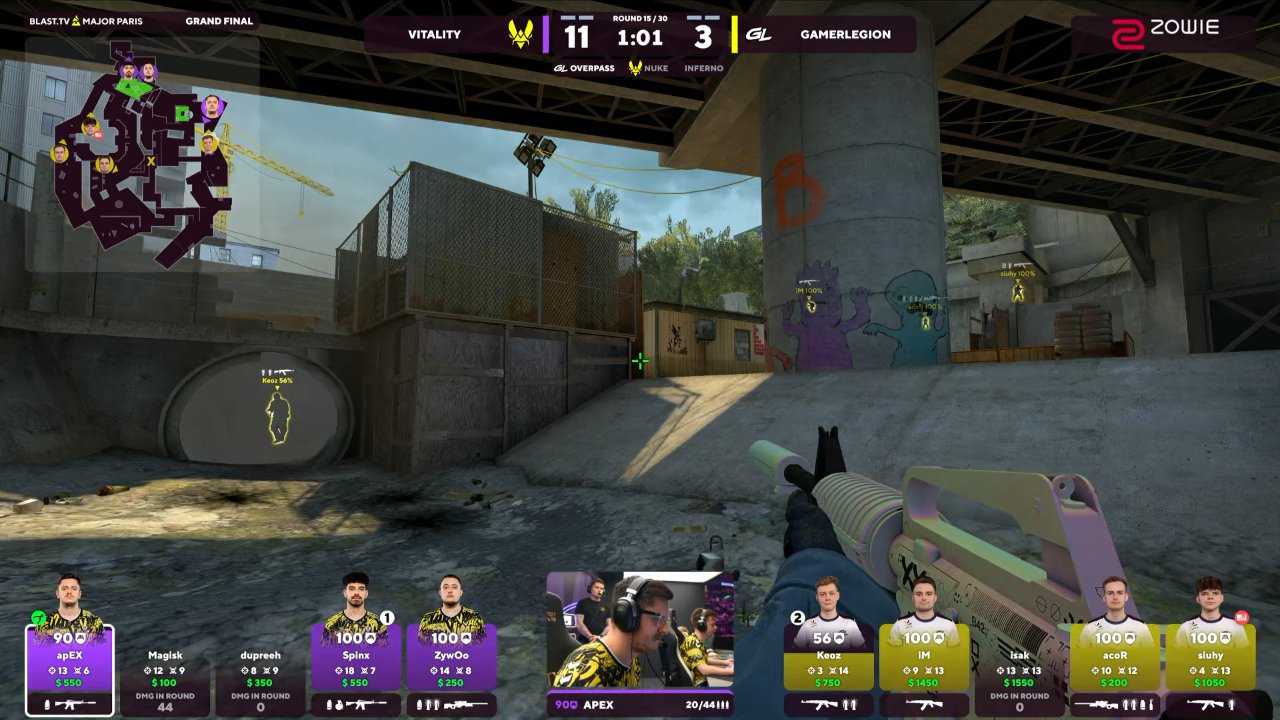 BLAST.TV MAJOR PARIS GRAND FINAL
VITALITY 11 ROUND 15 / 30 1:01 3 GL GAMERLEGION
ZOWIE
GL OVERPASS NUKE INFERNO
B
iM 100%
siuhy 100%
Keoz 56%
90 apEX 13 6 $550
Magisk 12 9 $100 DMG IN ROUND 44
dupreeh 8 9 $350 DMG IN ROUND 0
1 100 Spinx 18 7 $550
100 ZywOo 14 8 $250
90 APEX 20/44
2 56 Keoz 3 14 $750
100 iM 9 13 $1450
isak 13 13 $1550 DMG IN ROUND 0
100 acoR 10 12 $200
100 siuhy 4 13 $1050